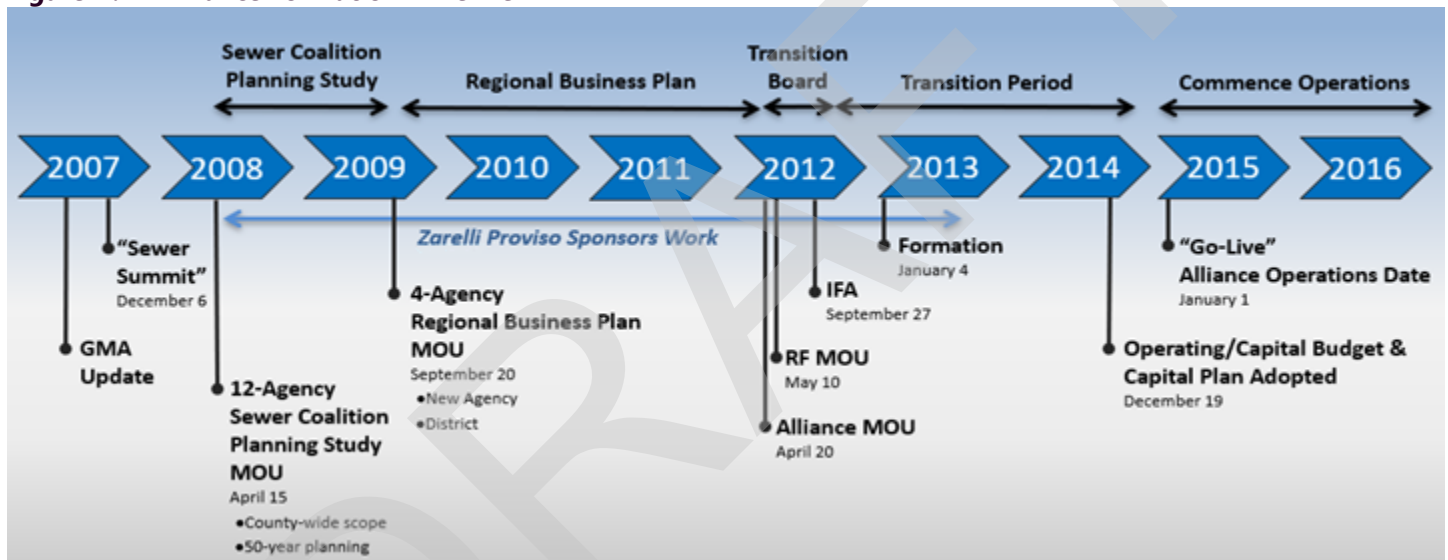 Sewer Coalition
Planning Study
Regional Business Plan
Transition
Board
Transition Period
Commence Operations
2007
2008
2009
2010
2011
2012
2013
2014
2015
2016
Zarelli Proviso Sponsors Work
"Sewer
Summit"
December 6
GMA
Update
12-Agency
Sewer Coalition
Planning Study
MOU
April 15
•County-wide scope
•50-year planning
4-Agency
Regional Business Plan
MOU
September 20
•New Agency
•District
Alliance MOU
April 20
RF MOU
May 10
IFA
September 27
Formation
January 4
Operating/Capital Budget &
Capital Plan Adopted
December 19
"Go-Live"
Alliance Operations Date
January 1
DRAFT